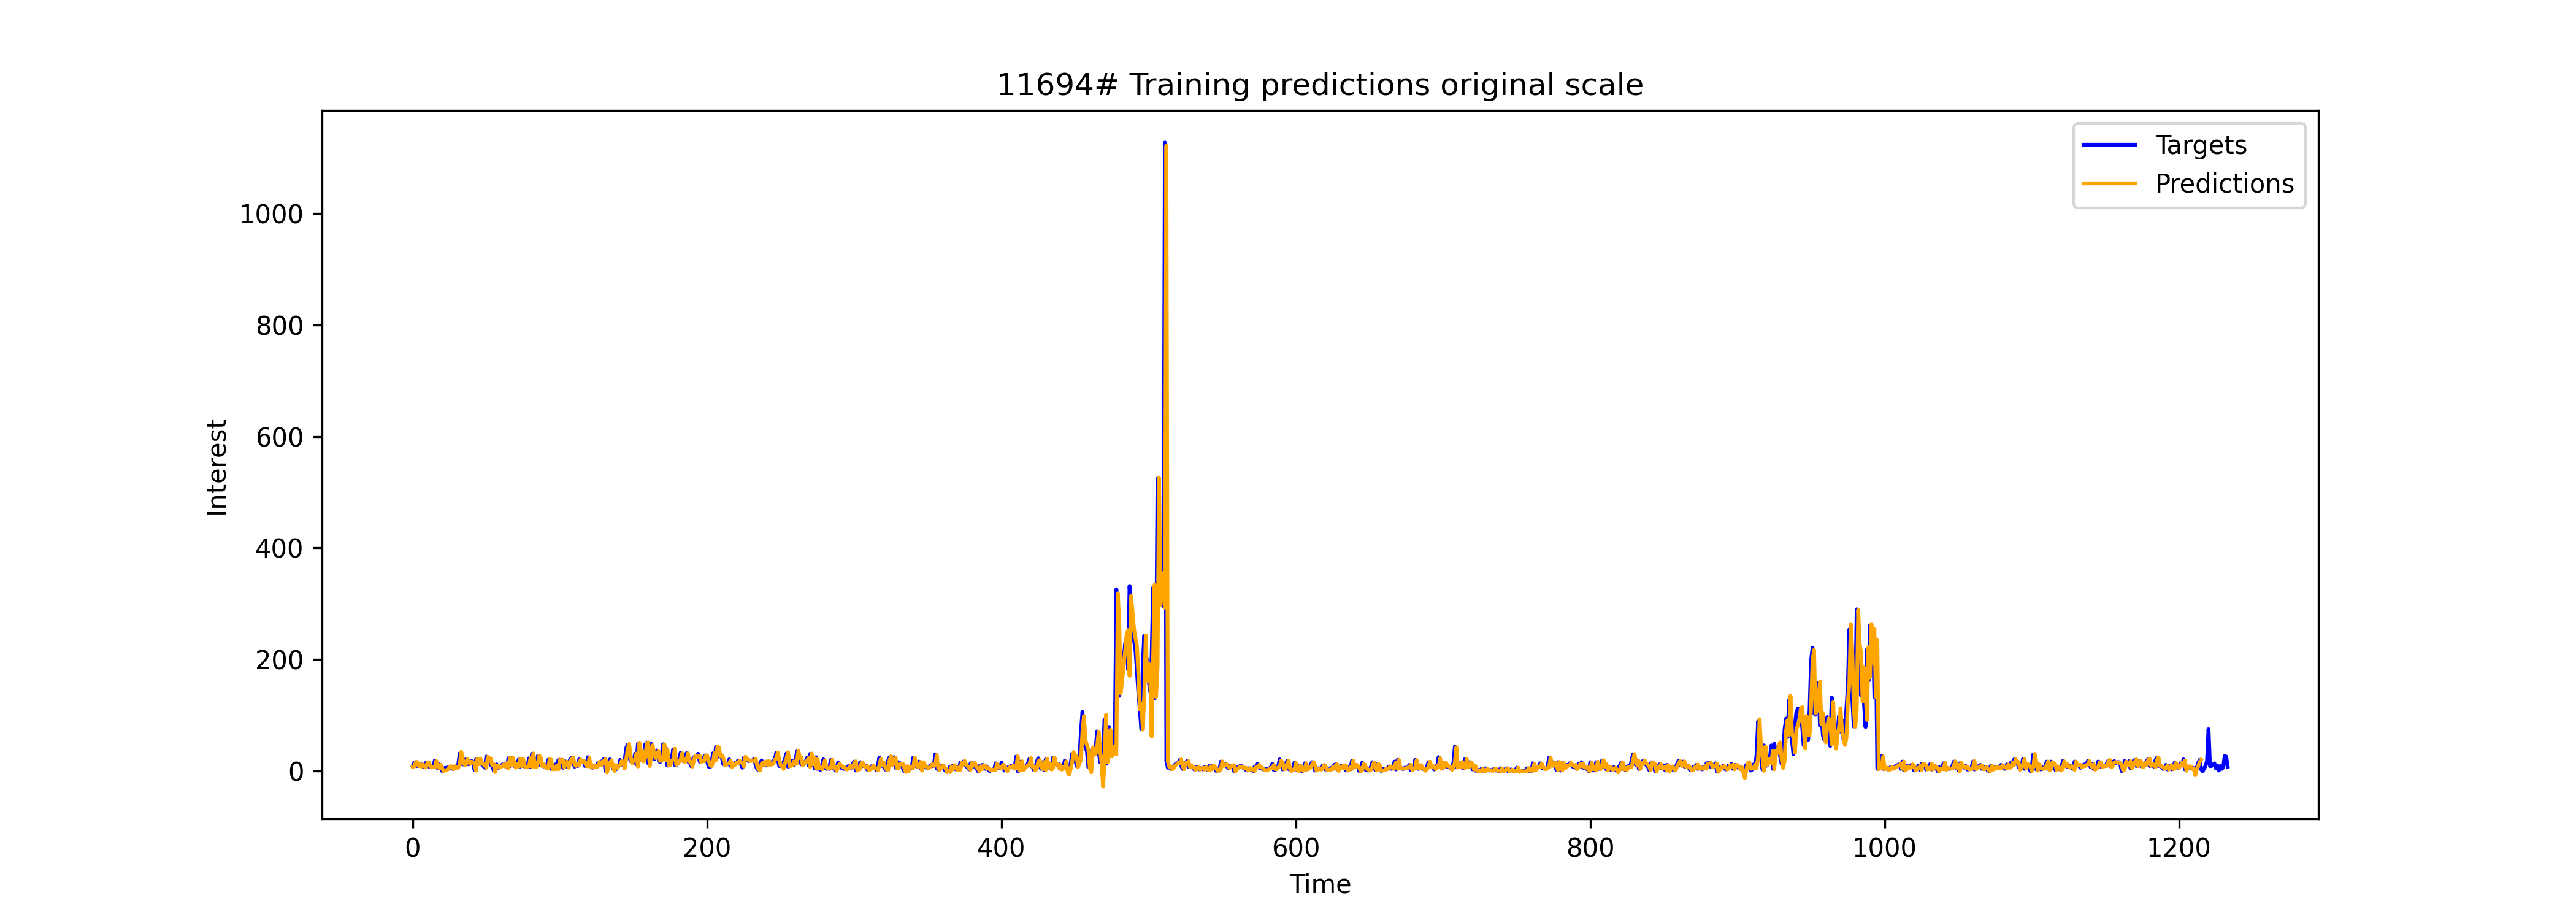 11694# Training predictions original scale
Targets
Predictions
Interest
1000
800
600
400
200
0
0 200 400 600 800 1000 1200
Time